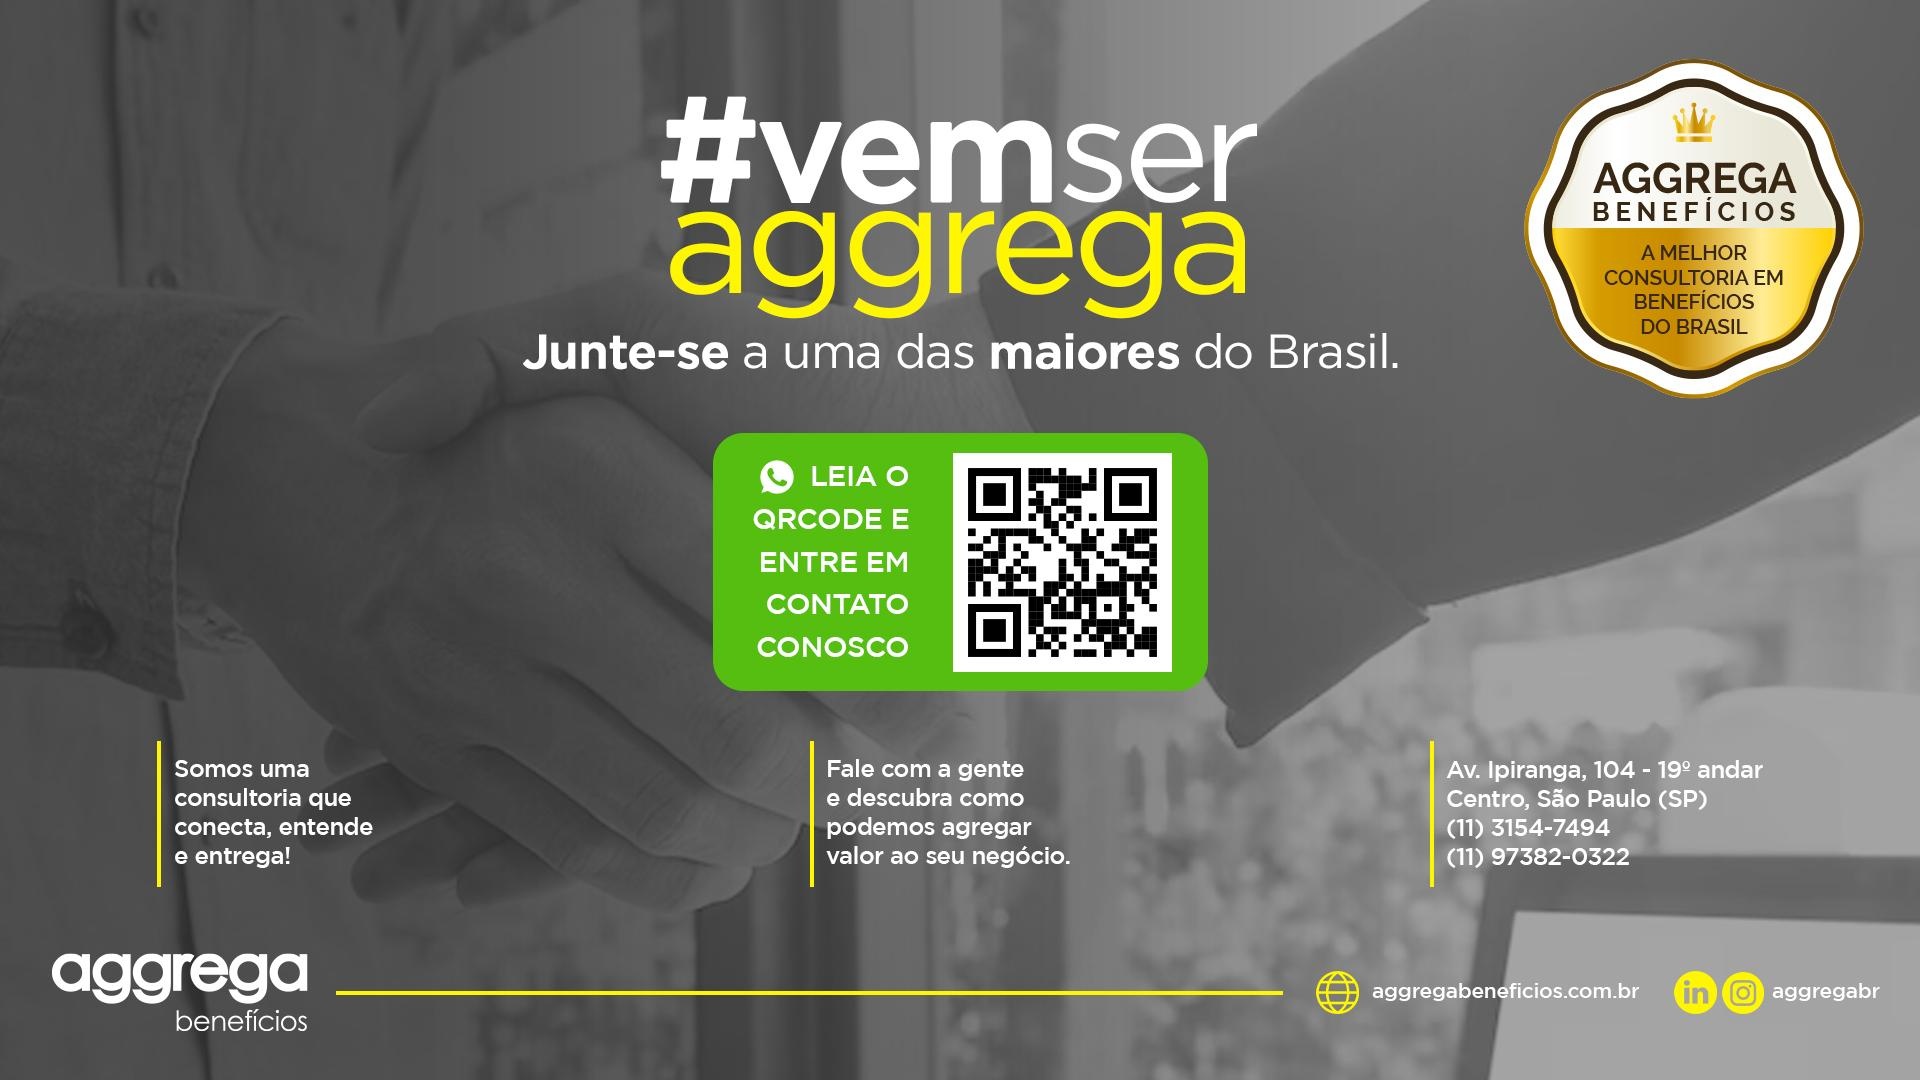 #vemser
aggrega
Junte-se a uma das maiores do Brasil.
AGGREGA
BENEFÍCIOS
A MELHOR
CONSULTORIA EM
BENEFÍCIOS
DO BRASIL
LEIA O
QRCODE E
ENTRE EM
CONTATO
CONOSCO
Somos uma
consultoria que
conecta, entende
e entrega!
Fale com a gente
e descubra como
podemos agregar
valor ao seu negócio.
Av. Ipiranga, 104 - 19º andar
Centro, São Paulo (SP)
(11) 3154-7494
(11) 97382-0322
aggrega
benefícios
aggregabeneficios.com.br
in
aggregabr